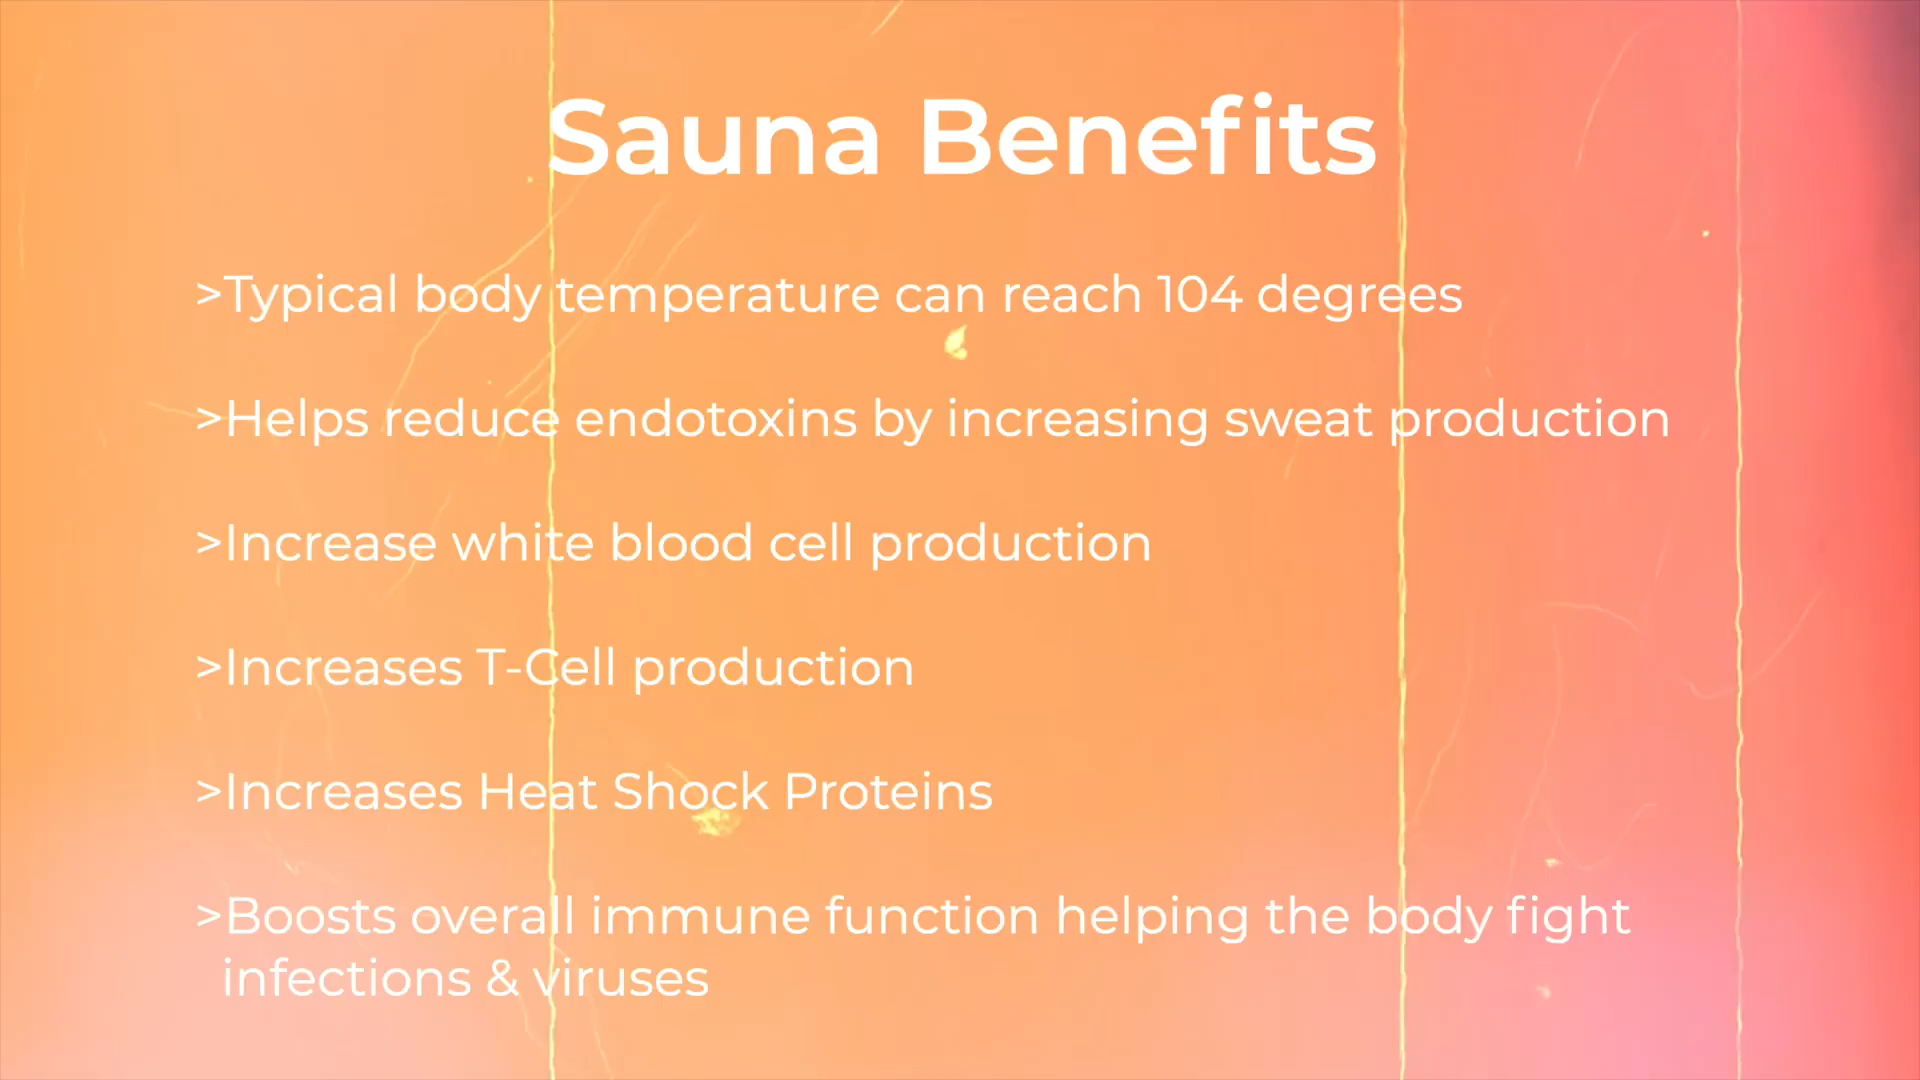 Sauna Benefits
>Typical body temperature can reach 104 degrees
>Helps reduce endotoxins by increasing sweat production
>Increase white blood cell production
>Increases T-Cell production
>Increases Heat Shock Proteins
>Boosts overall immune function helping the body fight
infections & viruses